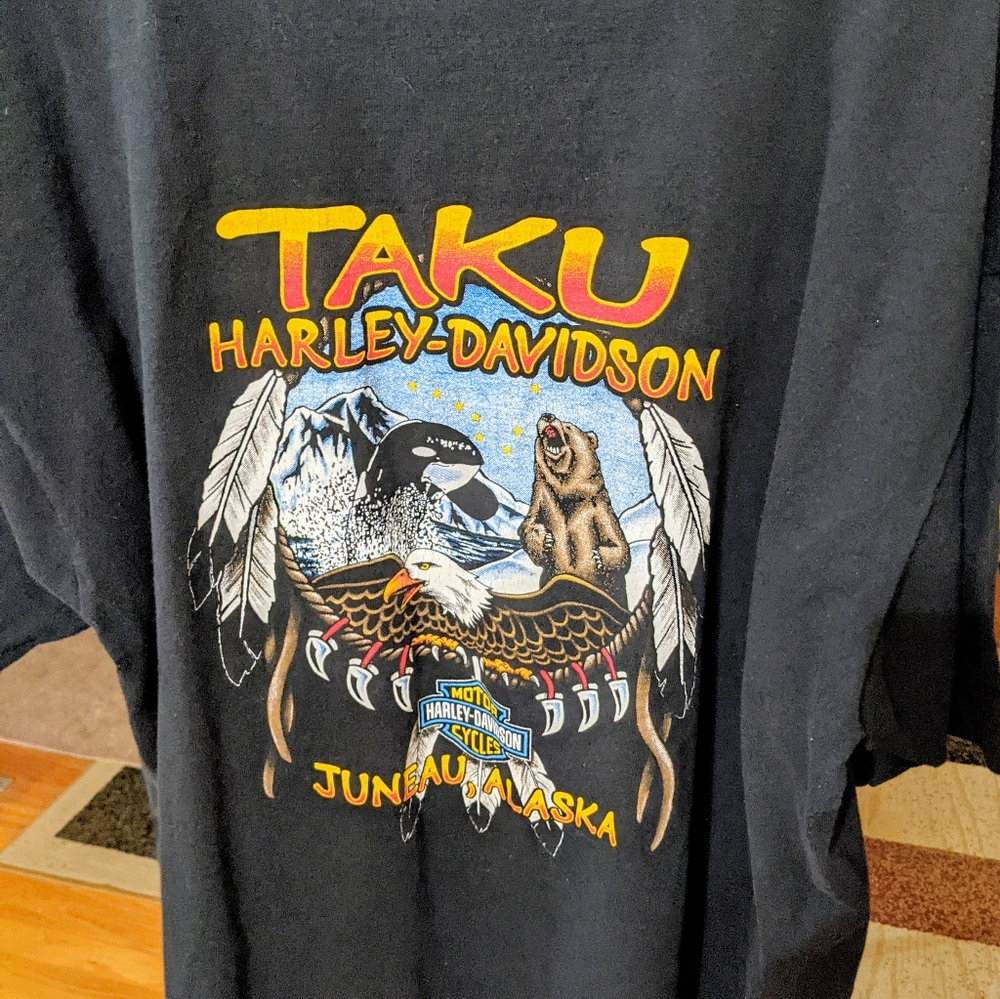 TAKU
HARLEY-DAVIDSON
MOTOR
HARLEY-DAVIDSON
CYCLES
JUNEAU, ALASKA